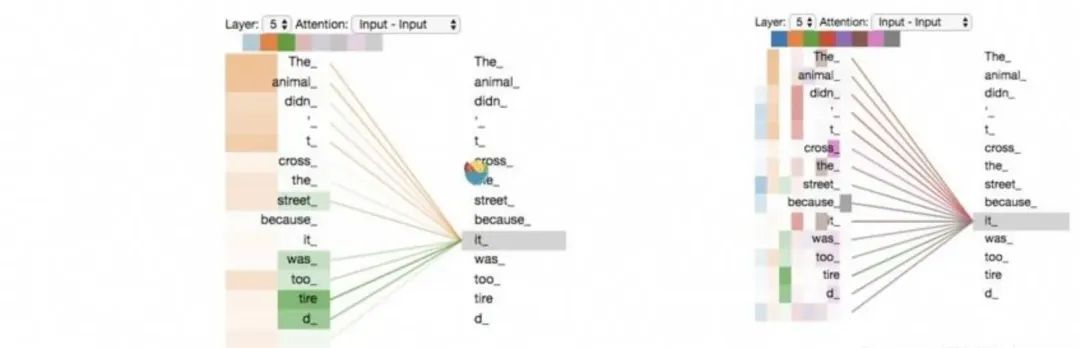 Layer: 5 Attention: Input - Input
The_ The_
animal_ animal_
didn_ didn_
'_ '_
t_ t_
cross_ cross_
the_ the_
street_ street_
because_ because_
it_ it_
was_ was_
too_ too_
tire tire
d_ d_
Layer: 5 Attention: Input - Input
The_ The_
animal_ animal_
didn_ didn_
'_ '_
t_ t_
cross_ cross_
the_ the_
street_ street_
because_ because_
it_ it_
was_ was_
too_ too_
tire tire
d_ d_